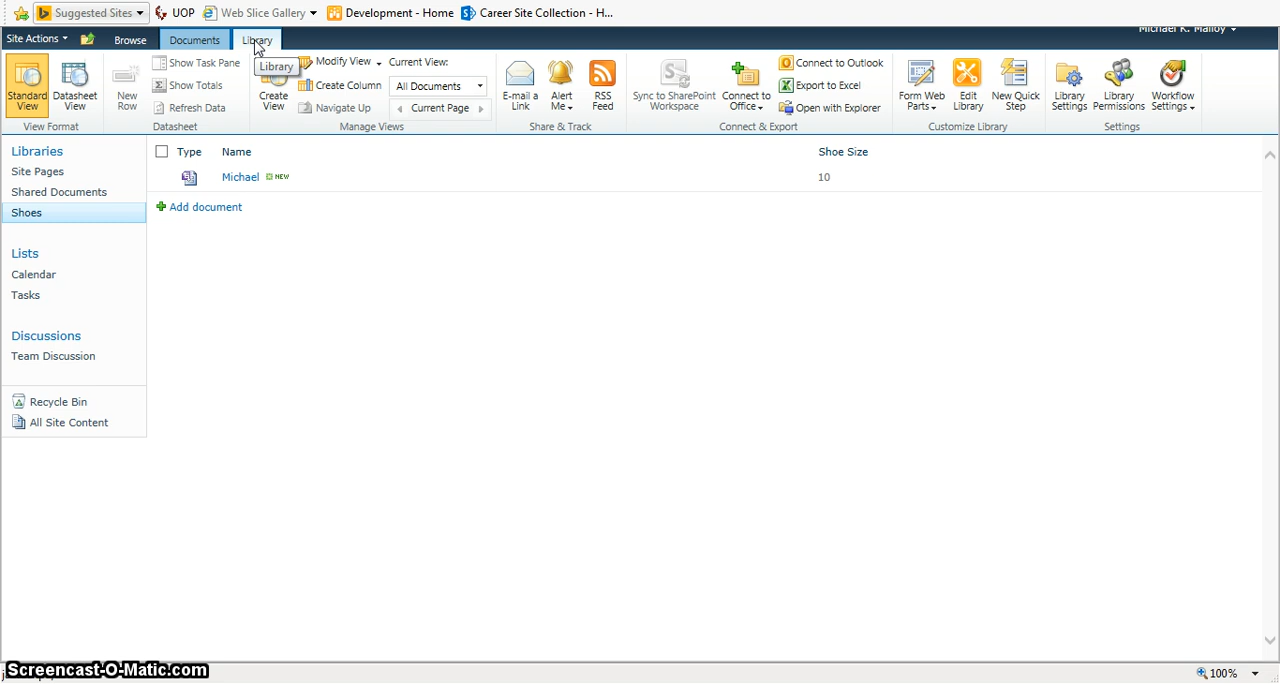 Suggested Sites UOP Web Slice Gallery Development - Home Career Site Collection - H...
Site Actions Browse Documents Library Michael K. Malloy
Library
Standard View
Datasheet View
View Format
New Row
Show Task Pane
Show Totals
Refresh Data
Datasheet
Create View
Modify View
Create Column
Navigate Up
Current View:
All Documents
Current Page
Manage Views
E-mail a Link
Alert Me
RSS Feed
Share & Track
Sync to SharePoint Workspace
Connect to Office
Connect to Outlook
Export to Excel
Open with Explorer
Connect & Export
Form Web Parts
Edit Library
New Quick Step
Customize Library
Library Settings
Library Permissions
Workflow Settings
Settings
Libraries
Site Pages
Shared Documents
Shoes
Lists
Calendar
Tasks
Discussions
Team Discussion
Recycle Bin
All Site Content
Type Name Shoe Size
Michael NEW 10
Add document
Screencast-O-Matic.com
100%